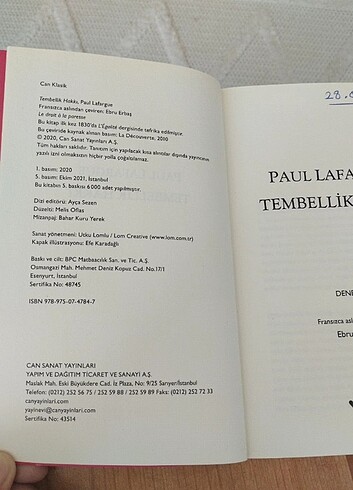 Can Klasik
Tembellik Hakkı, Paul Lafargue
Fransızca aslından çeviren: Ebru Erbaş
Le droit à la paresse
Bu kitap ilk kez 1830'da L'Égalité dergisinde tefrika edilmiştir.
Bu çeviride kaynak alınan basım: La Découverte, 2010
© 2020, Can Sanat Yayınları A.Ş.
Tüm hakları saklıdır. Tanıtım için yapılacak kısa alıntılar dışında yayıncının
yazılı izni olmaksızın hiçbir yolla çoğaltılamaz.
1. basım: 2020
5. basım: Ekim 2021, İstanbul
Bu kitabın 5. baskısı 6 000 adet yapılmıştır.
Dizi editörü: Ayça Sezen
Düzelti: Melis Oflas
Mizanpaj: Bahar Kuru Yerek
Sanat yönetmeni: Utku Lomlu / Lom Creative (www.lom.com.tr)
Kapak illüstrasyonu: Efe Karadağlı
Baskı ve cilt: BPC Matbaacılık San. ve Tic. A.Ş.
Osmangazi Mah. Mehmet Deniz Kopuz Cad. No.17/1
Esenyurt, İstanbul
Sertifika No: 48745
ISBN 978-975-07-4784-7
CAN SANAT YAYINLARI
YAPIM VE DAĞITIM TİCARET VE SANAYİ A.Ş.
Maslak Mah. Eski Büyükdere Cad. İz Plaza, No: 9/25 Sarıyer/İstanbul
Telefon: (0212) 252 56 75 / 252 59 88 / 252 59 89 Faks: (0212) 252 72 33
canyayinlari.com
yayinevi@canyayinlari.com
Sertifika No: 43514
28.
PAUL LAFA
TEMBELLİK
DENE
Fransızca aslı
Ebru